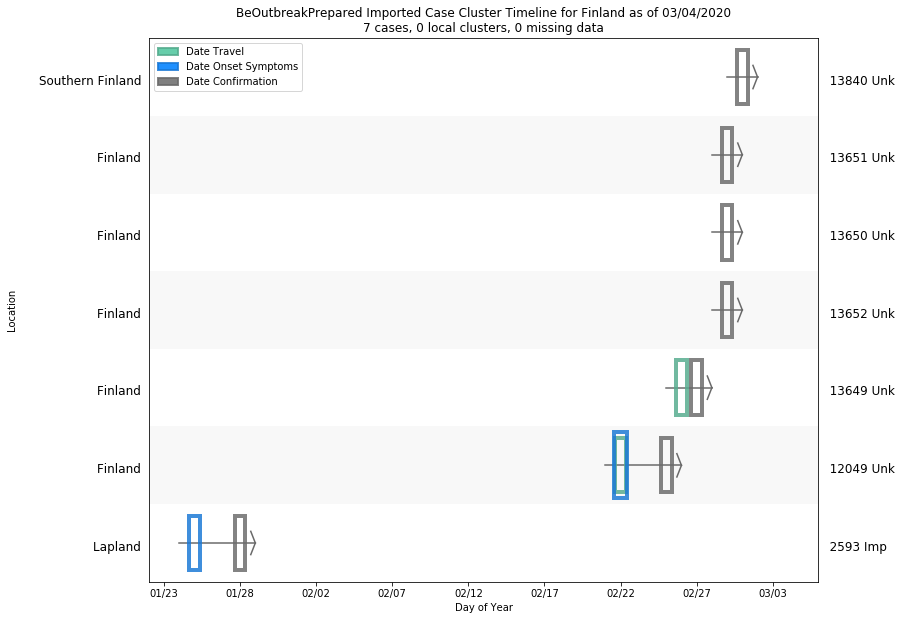 BeOutbreakPrepared Imported Case Cluster Timeline for Finland as of 03/04/2020
7 cases, 0 local clusters, 0 missing data
Date Travel
Date Onset Symptoms
Date Confirmation
Southern Finland
13840 Unk
Finland
13651 Unk
Finland
13650 Unk
Finland
13652 Unk
Finland
13649 Unk
Finland
12049 Unk
Lapland
2593 Imp
Location
01/23
01/28
02/02
02/07
02/12
02/17
02/22
02/27
03/03
Day of Year